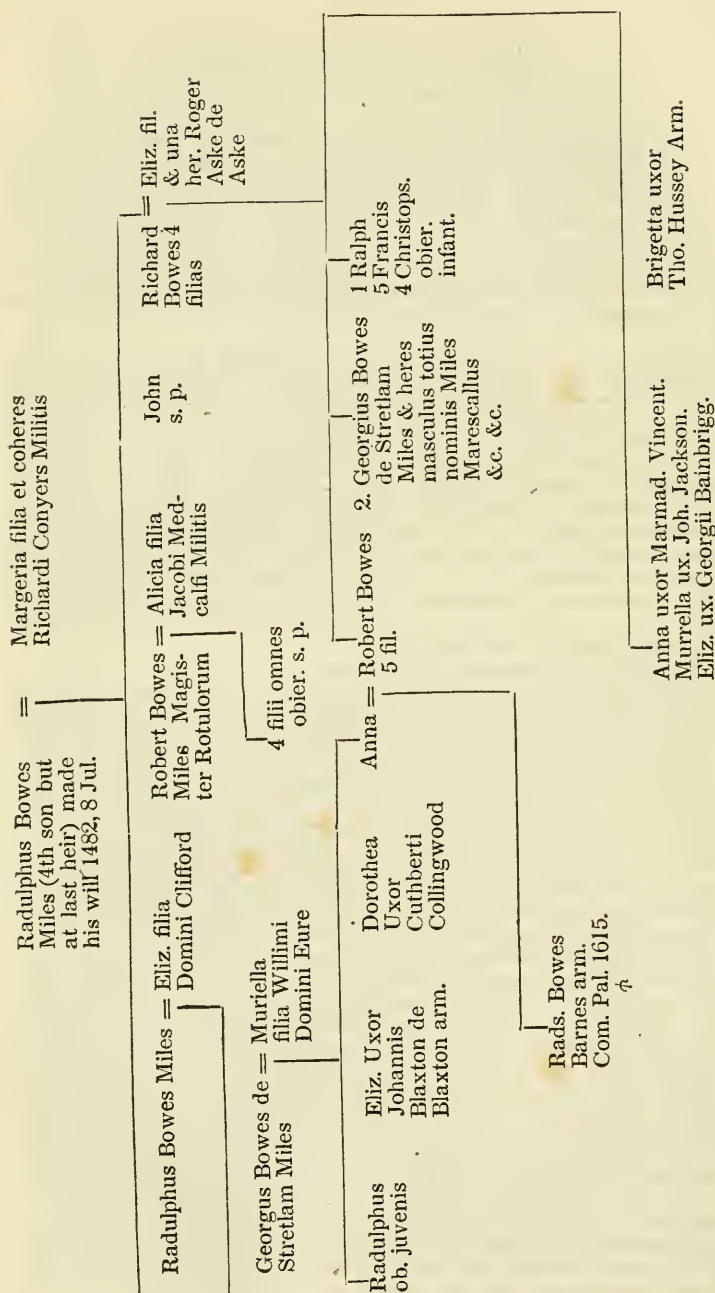 Radulphus Bowes
Miles (4th son but
at last heir) made
his will 1482, 8 Jul.
=
Margeria filia et coheres
Richardi Conyers Militis
Radulphus Bowes Miles = Eliz. filia
Domini Clifford
Robert Bowes = Alicia filia
Miles Magis- Jacobi Med-
ter Rotulorum calfi Militis
John
s. p.
Richard = Eliz. fil.
Bowes 4 & una
filias her. Roger
Aske de
Aske
Georgus Bowes de = Muriella
Stretlam Miles filia Willimi
Domini Eure
4 filii omnes
obier. s. p.
Radulphus
ob. juvenis
Eliz. Uxor
Johannis
Blaxton de
Blaxton arm.
Dorothea
Uxor
Cuthberti
Collingwood
Anna = Robert Bowes
5 fil.
2. Georgius Bowes
de Stretlam
Miles & heres
masculus totius
nominis Miles
Marescallus
&c. &c.
1 Ralph
5 Francis
4 Christops.
obier.
infant.
Rads. Bowes
Barnes arm.
Com. Pal. 1615.
Anna uxor Marmad. Vincent.
Murrella ux. Joh. Jackson.
Eliz. ux. Georgii Bainbrigg.
Brigetta uxor
Tho. Hussey Arm.